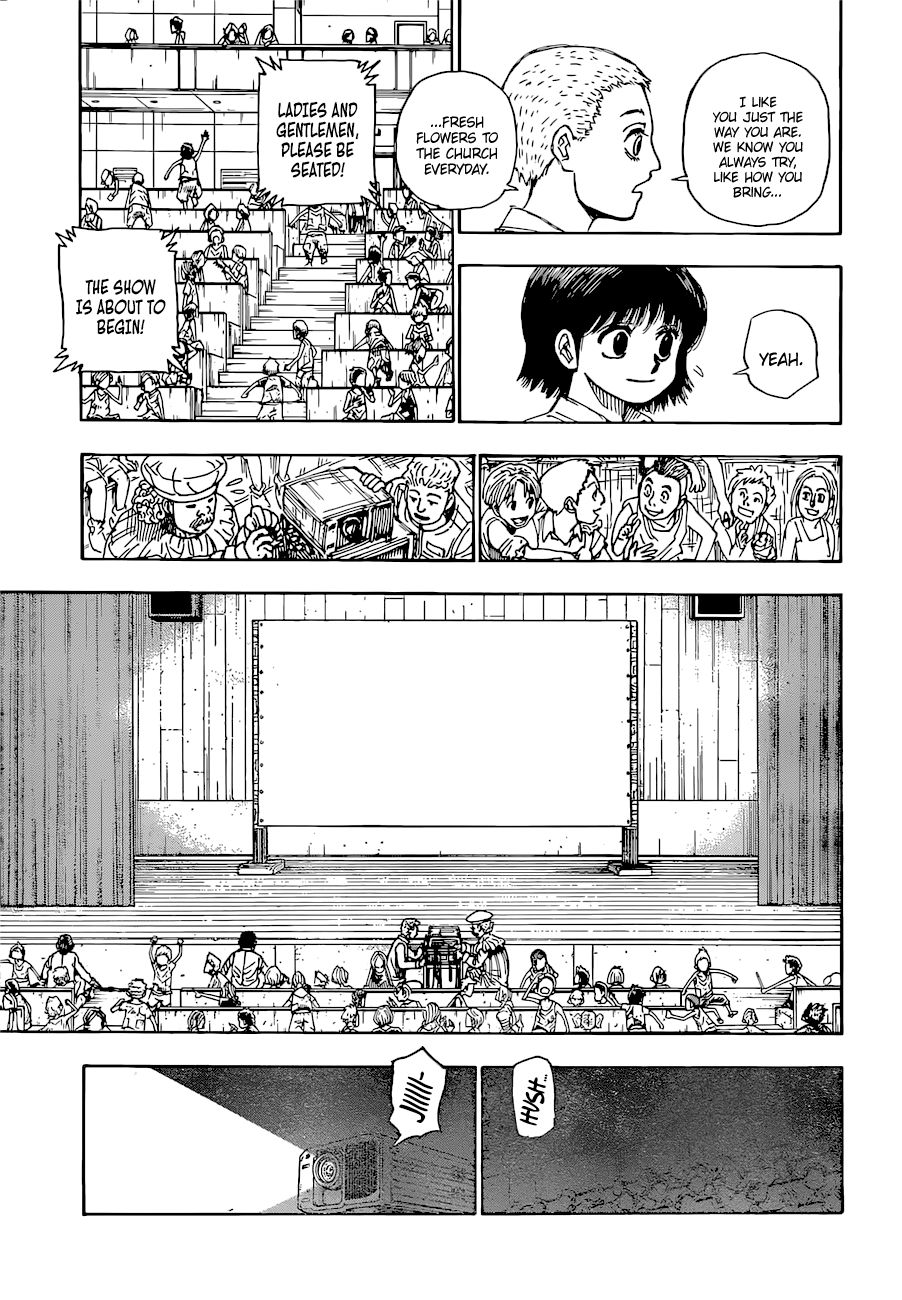 I LIKE
YOU JUST THE
WAY YOU ARE.
WE KNOW YOU
ALWAYS TRY,
LIKE HOW YOU
BRING...
...FRESH
FLOWERS TO
THE CHURCH
EVERYDAY.
YEAH.
LADIES AND
GENTLEMEN,
PLEASE BE
SEATED!
THE SHOW
IS ABOUT TO
BEGIN!
HUSH...
JIIIII-